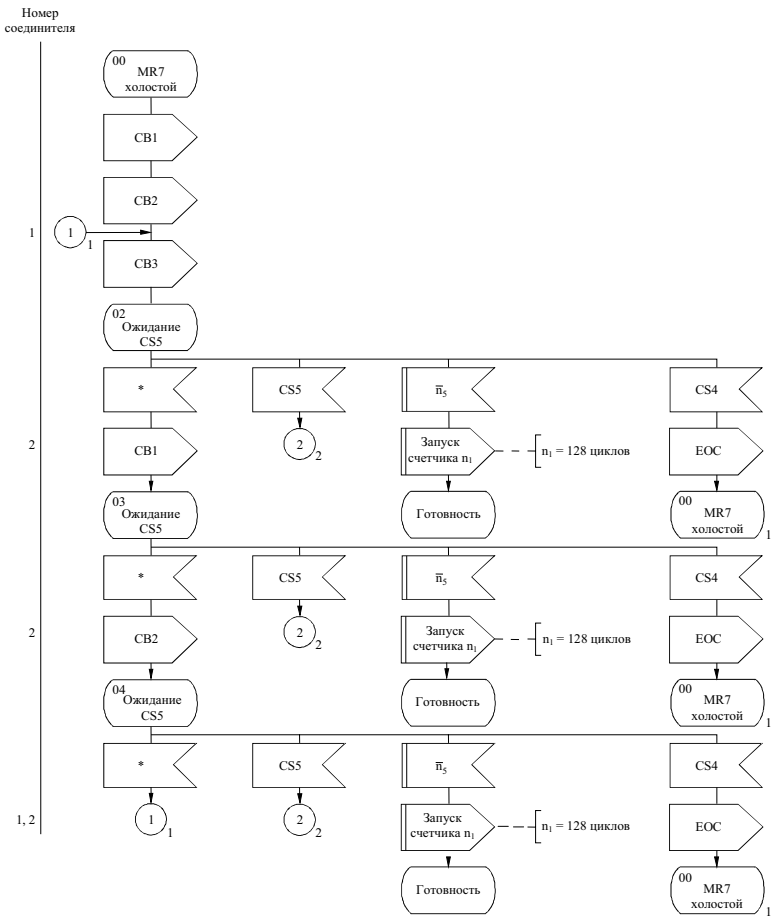 Номер
соединителя
00
MR7
холостой
CB1
CB2
1
1
1
CB3
02
Ожидание
CS5
*
CS5
n̅₅
CS4
2
CB1
2
2
Запуск
счетчика n₁
n₁ = 128 циклов
EOC
03
Ожидание
CS5
Готовность
00
MR7
холостой
1
*
CS5
n̅₅
CS4
2
CB2
2
2
Запуск
счетчика n₁
n₁ = 128 циклов
EOC
04
Ожидание
CS5
Готовность
00
MR7
холостой
1
*
CS5
n̅₅
CS4
1, 2
1
1
2
2
Запуск
счетчика n₁
n₁ = 128 циклов
EOC
Готовность
00
MR7
холостой
1